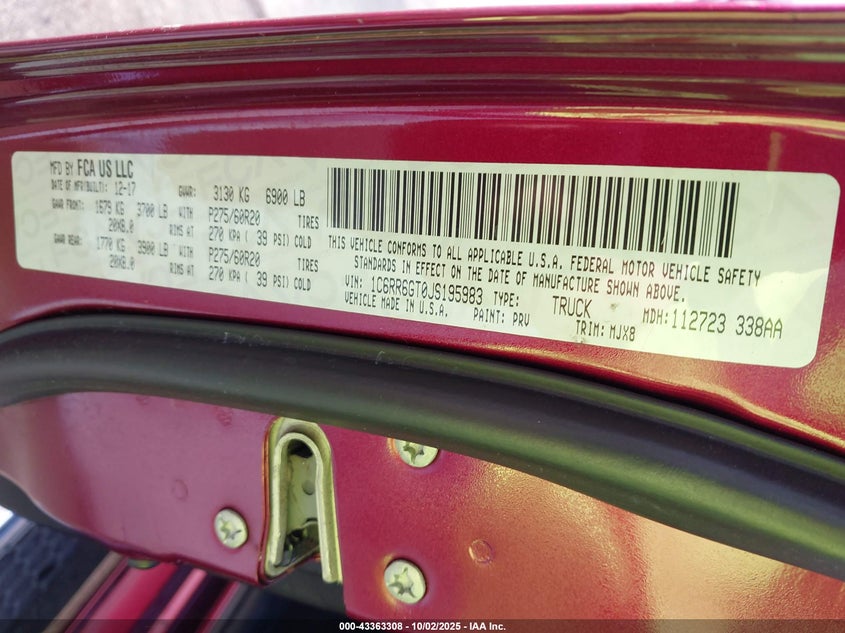 MFD BY FCA US LLC
DATE OF MFR(BUILT): 12-17 GVWR: 3130 KG 6900 LB
GAWR FRONT: 1679 KG 3700 LB WITH P275/60R20 TIRES
20X8.0 RIMS AT 270 KPA ( 39 PSI) COLD
GAWR REAR: 1770 KG 3900 LB WITH P275/60R20 TIRES
20X8.0 RIMS AT 270 KPA ( 39 PSI) COLD
THIS VEHICLE CONFORMS TO ALL APPLICABLE U.S.A. FEDERAL MOTOR VEHICLE SAFETY
STANDARDS IN EFFECT ON THE DATE OF MANUFACTURE SHOWN ABOVE.
VIN: 1C6RR6GT0JS195983 TYPE: TRUCK MDH: 112723 338AA
VEHICLE MADE IN U.S.A. PAINT: PRV TRIM: MJX8
000-43363308 - 10/02/2025 - IAA Inc.